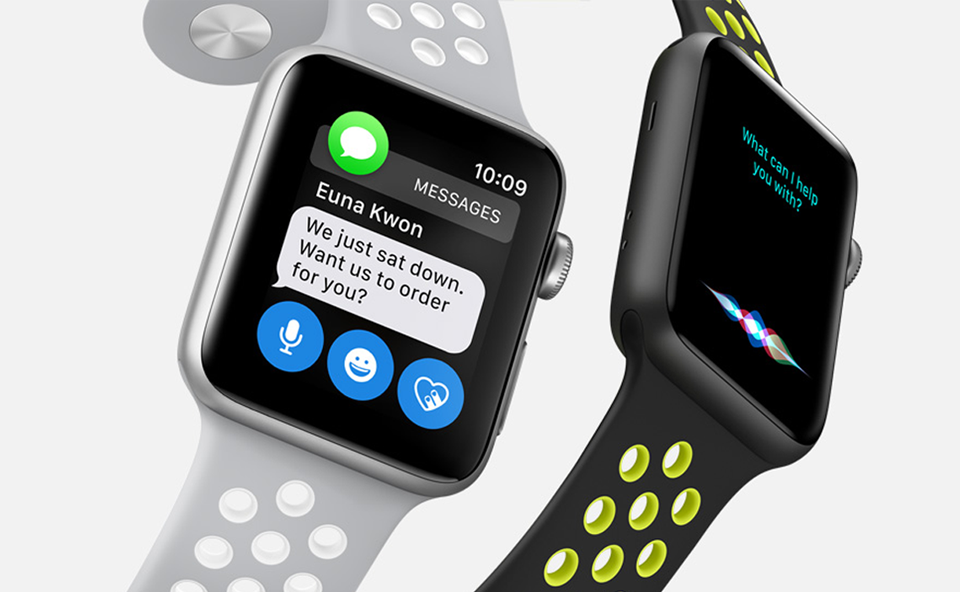 10:09
MESSAGES
Euna Kwon
We just sat down.
Want us to order
for you?
What can I help
you with?